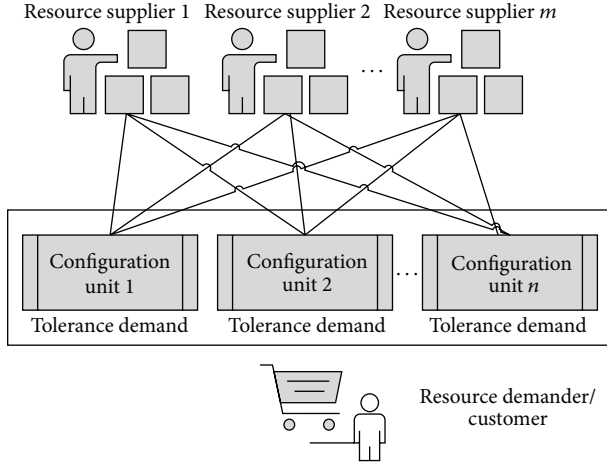 Resource supplier 1
Resource supplier 2
Resource supplier m
...
Configuration
unit 1
Configuration
unit 2
...
Configuration
unit n
Tolerance demand
Tolerance demand
Tolerance demand
Resource demander/
customer